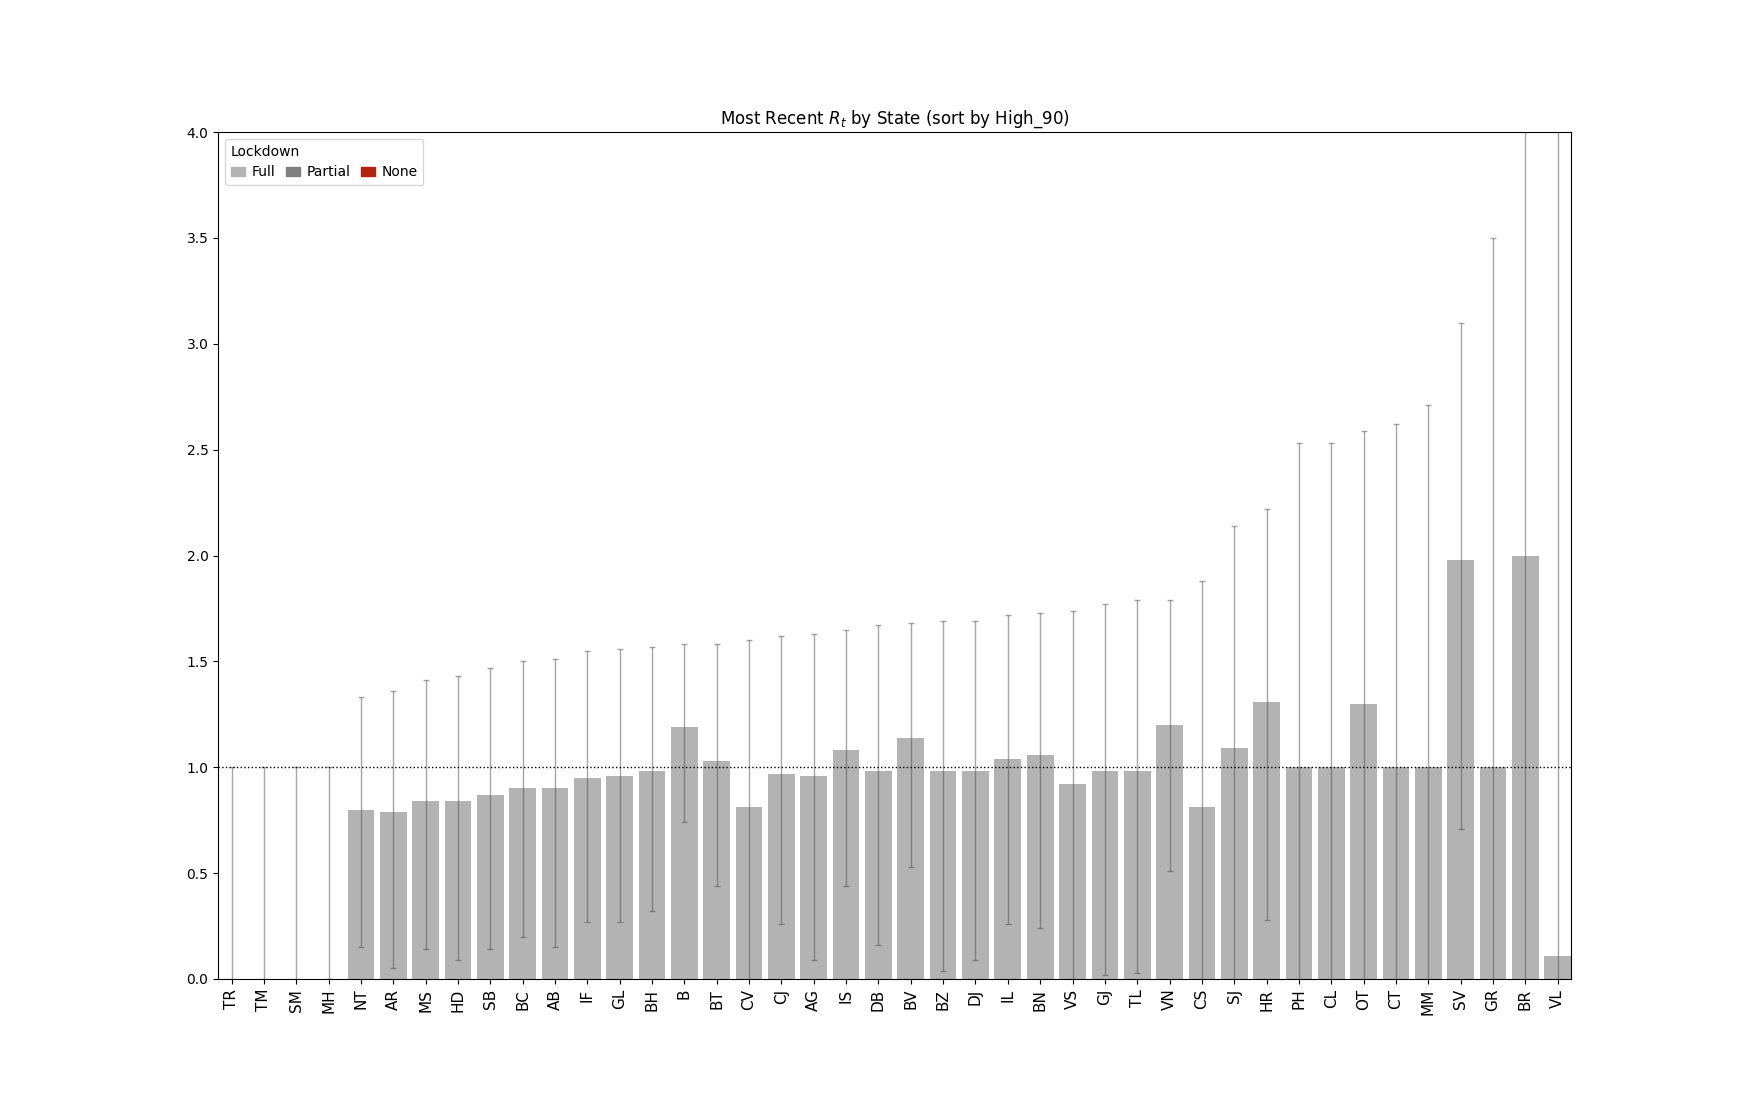 Most Recent R_t by State (sort by High_90)
Lockdown
Full Partial None
4.0
3.5
3.0
2.5
2.0
1.5
1.0
0.5
0.0
TR TM SM MH NT AR MS HD SB BC AB IF GL BH B BT CV CJ AG IS DB BV BZ DJ IL BN VS GJ TL VN CS SJ HR PH CL OT CT MM SV GR BR VL